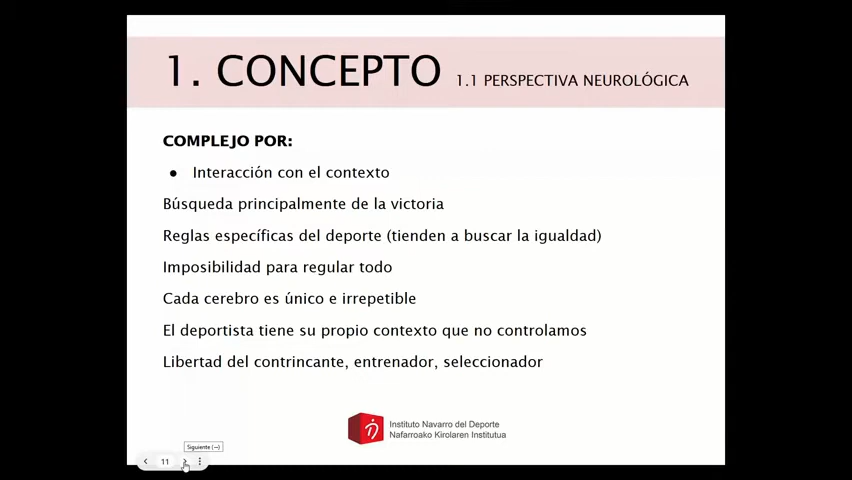 1. CONCEPTO 1.1 PERSPECTIVA NEUROLÓGICA
COMPLEJO POR:
● Interacción con el contexto
Búsqueda principalmente de la victoria
Reglas específicas del deporte (tienden a buscar la igualdad)
Imposibilidad para regular todo
Cada cerebro es único e irrepetible
El deportista tiene su propio contexto que no controlamos
Libertad del contrincante, entrenador, seleccionador
Instituto Navarro del Deporte
Nafarroako Kirolaren Institutua
Siguiente (→)
11